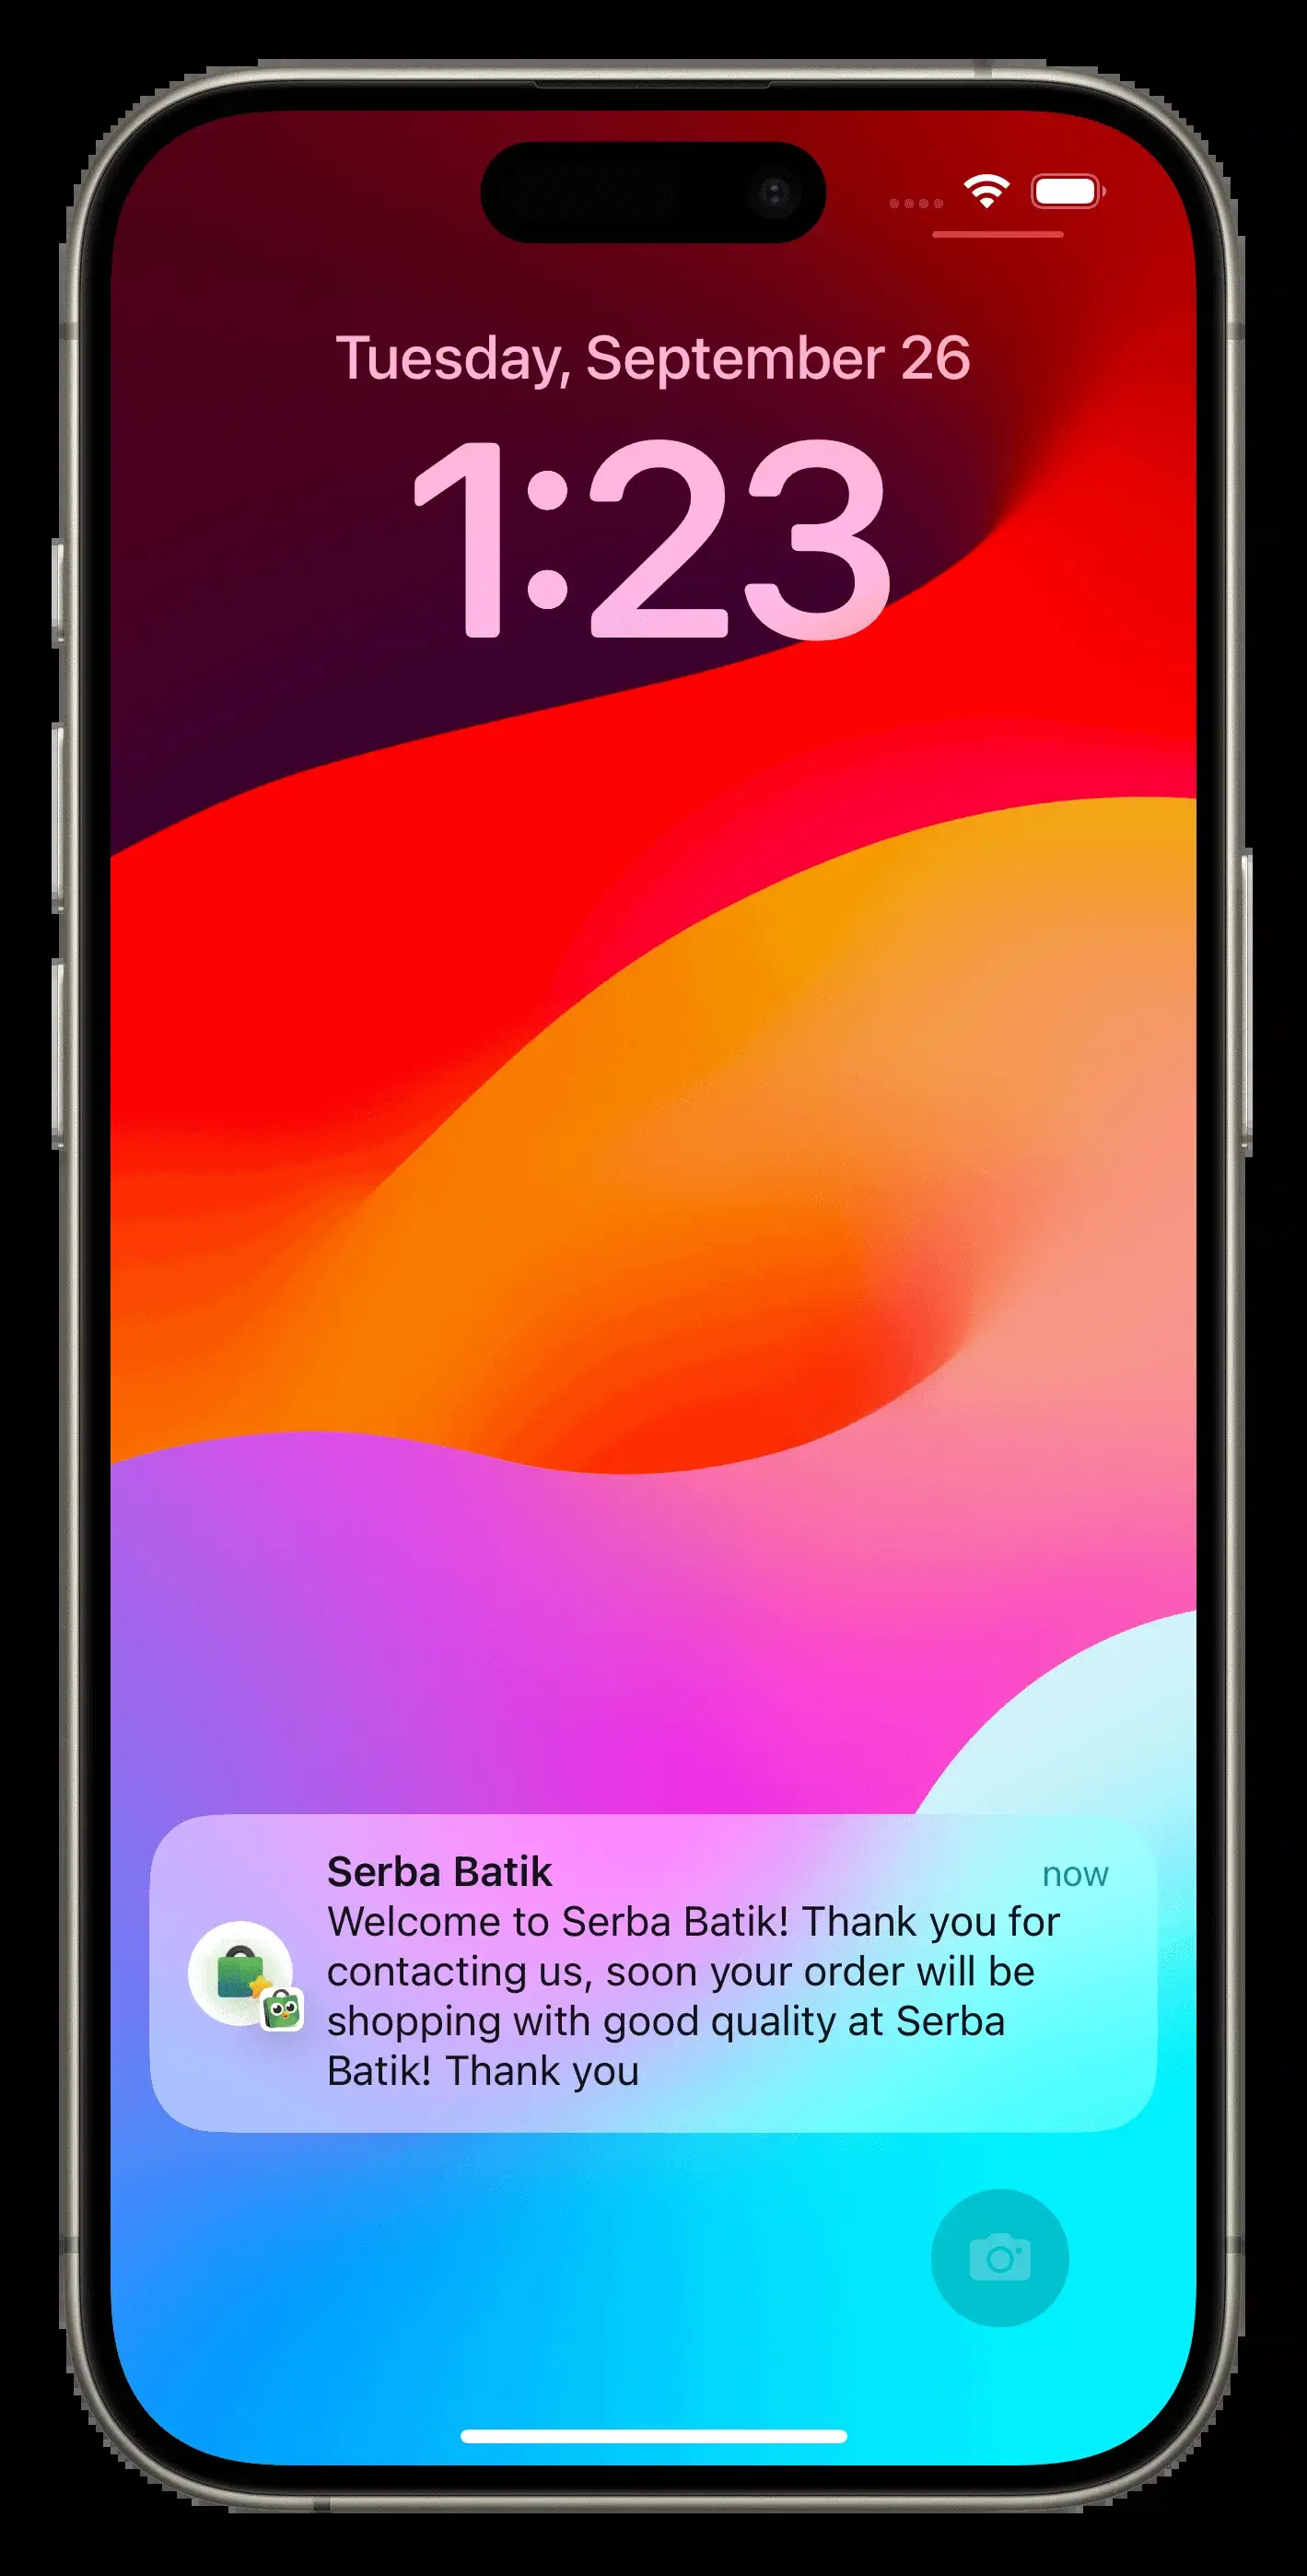 Tuesday, September 26
1:23
Serba Batik
now
Welcome to Serba Batik! Thank you for
contacting us, soon your order will be
shopping with good quality at Serba
Batik! Thank you